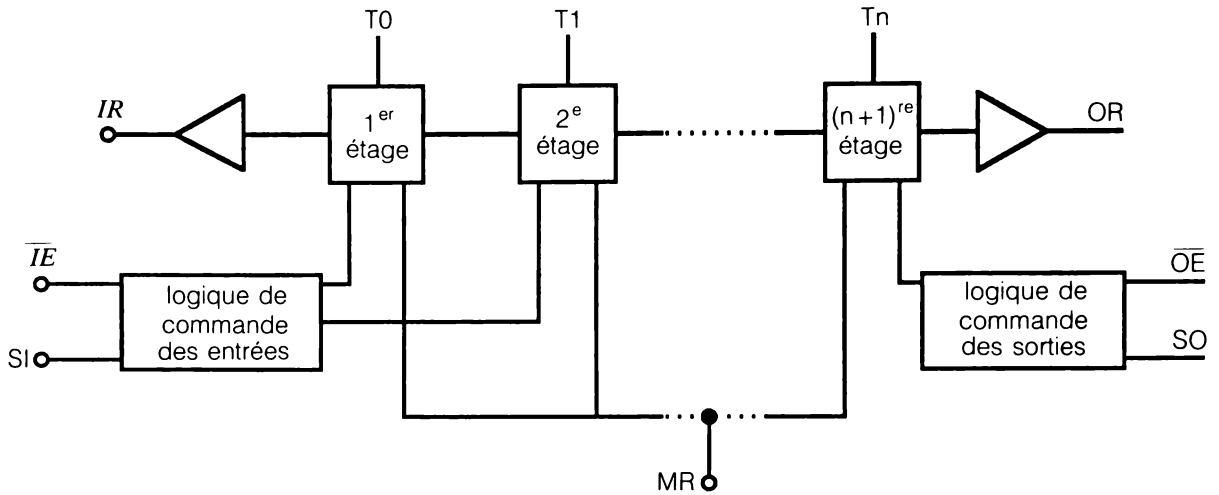 T0
T1
Tn
IR
1er
étage
2e
étage
(n+1)re
étage
OR
IE
SI
logique de
commande
des entrées
logique de
commande
des sorties
OE
SO
MR